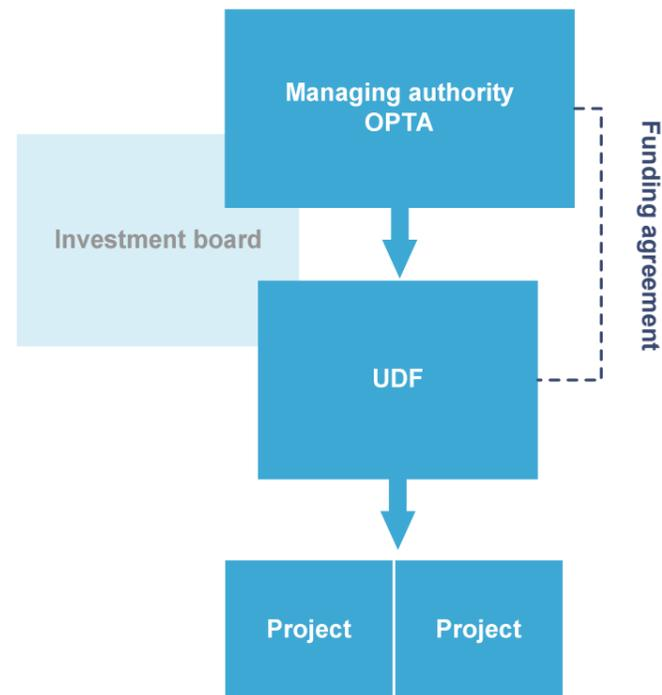 Managing authority
OPTA
Funding agreement
Investment board
UDF
Project
Project